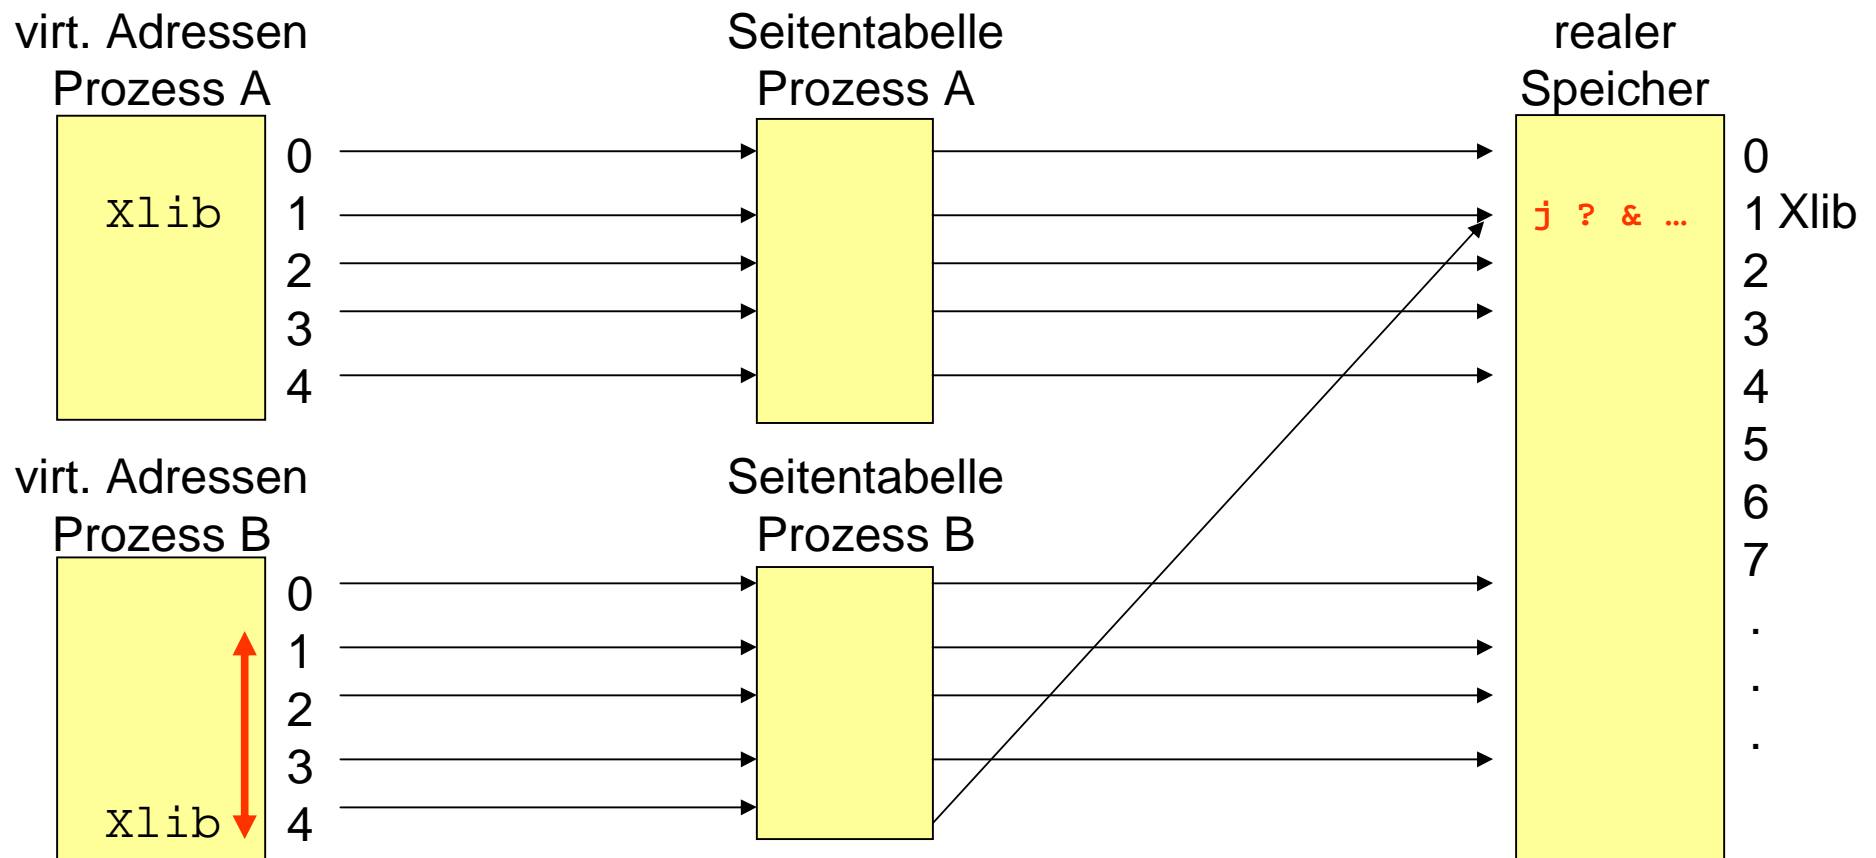 virt. Adressen
Prozess A
Seitentabelle
Prozess A
realer
Speicher
Xlib
0
1
2
3
4
j ? & …
0
1 Xlib
2
3
4
5
6
7
.
.
.
virt. Adressen
Prozess B
Seitentabelle
Prozess B
0
1
2
3
Xlib
4